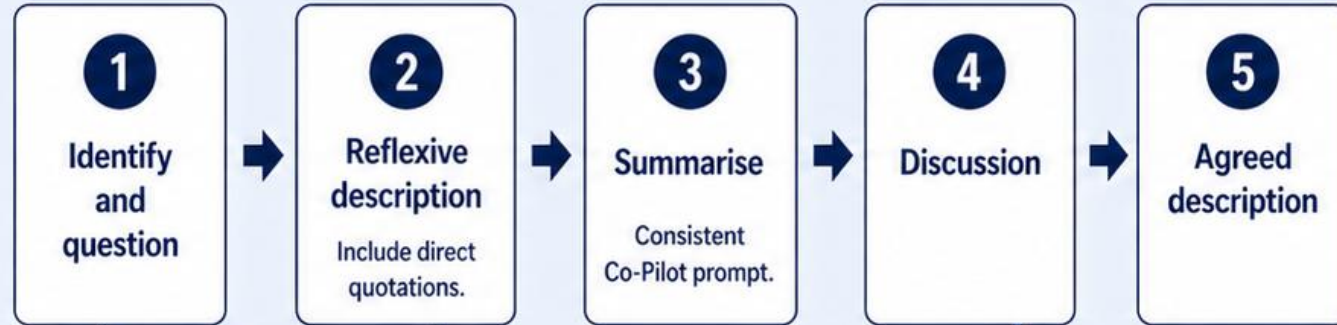 1
Identify
and
question
2
Reflexive
description
Include direct
quotations.
3
Summarise
Consistent
Co-Pilot prompt.
4
Discussion
5
Agreed
description